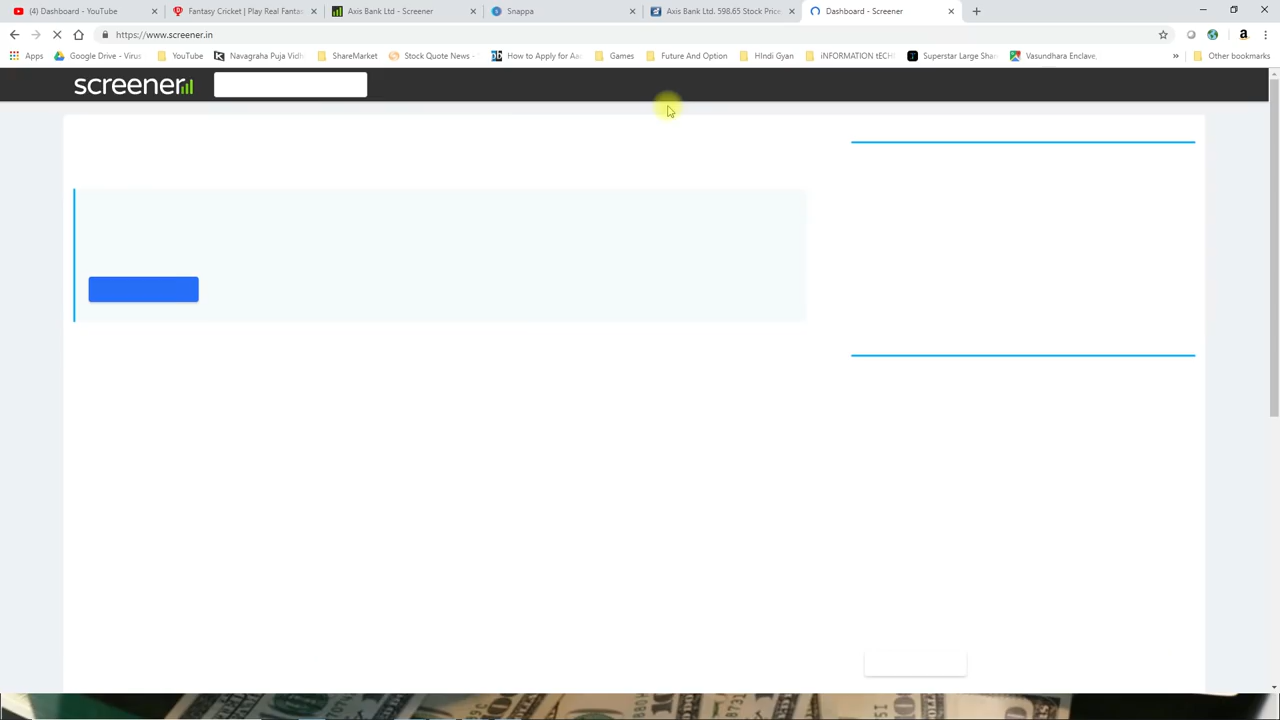 (4) Dashboard - YouTube
Fantasy Cricket | Play Real Fantas
Axis Bank Ltd - Screener
Snappa
Axis Bank Ltd. 598.65 Stock Price
Dashboard - Screener
https://www.screener.in
Apps
Google Drive - Virus
YouTube
Navagraha Puja Vidh
ShareMarket
Stock Quote News -
How to Apply for Aad
Games
Future And Option
HIndi Gyan
iNFORMATION tECH
Superstar Large Shar
Vasundhara Enclave,
»
Other bookmarks
screener